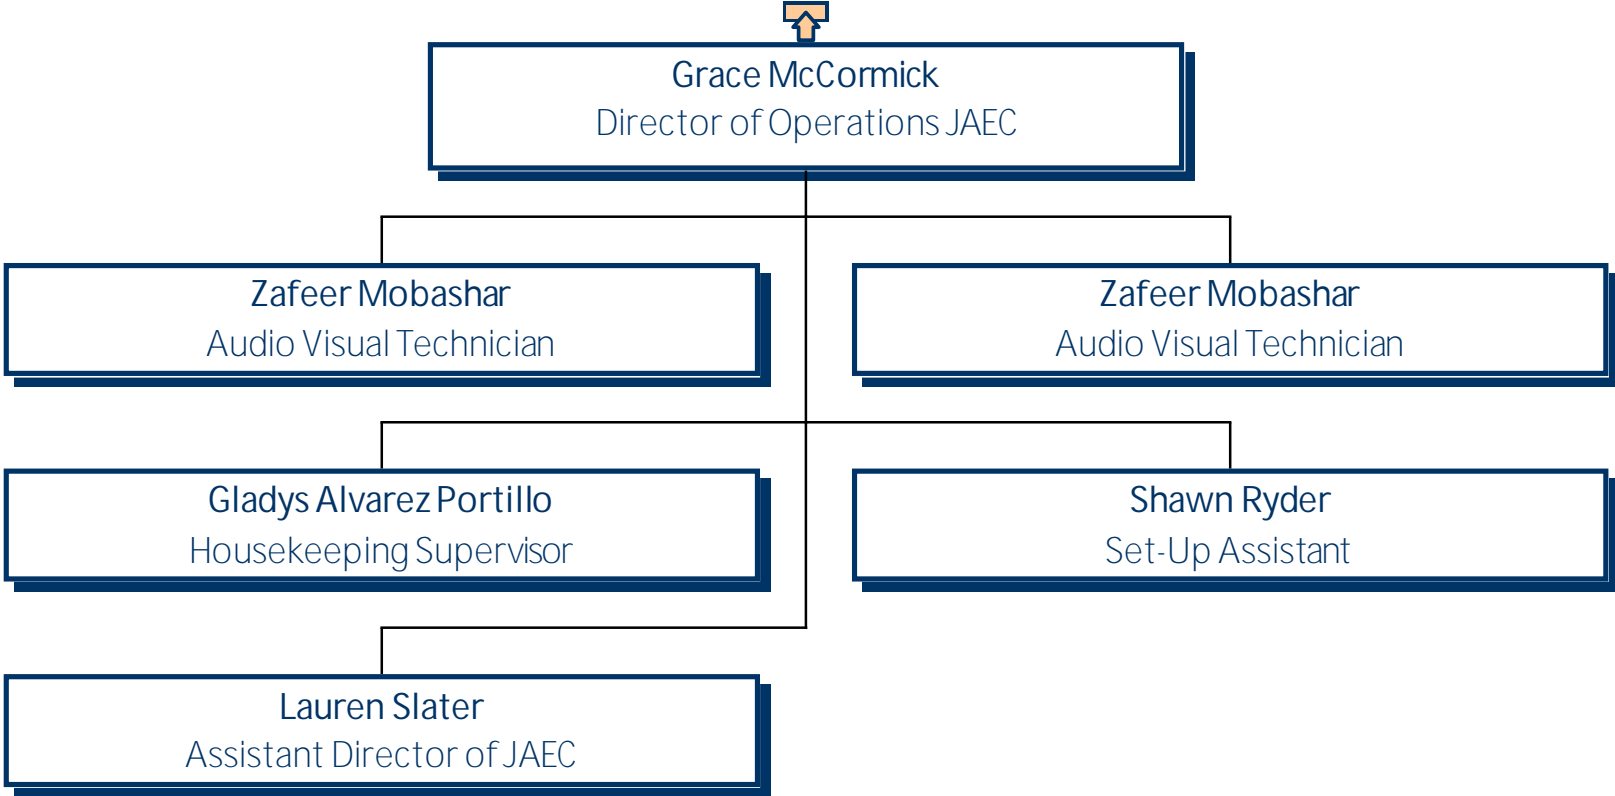 Grace McCormick
Director of Operations JAEC
Zafeer Mobashar
Audio Visual Technician
Zafeer Mobashar
Audio Visual Technician
Gladys Alvarez Portillo
Housekeeping Supervisor
Shawn Ryder
Set-Up Assistant
Lauren Slater
Assistant Director of JAEC